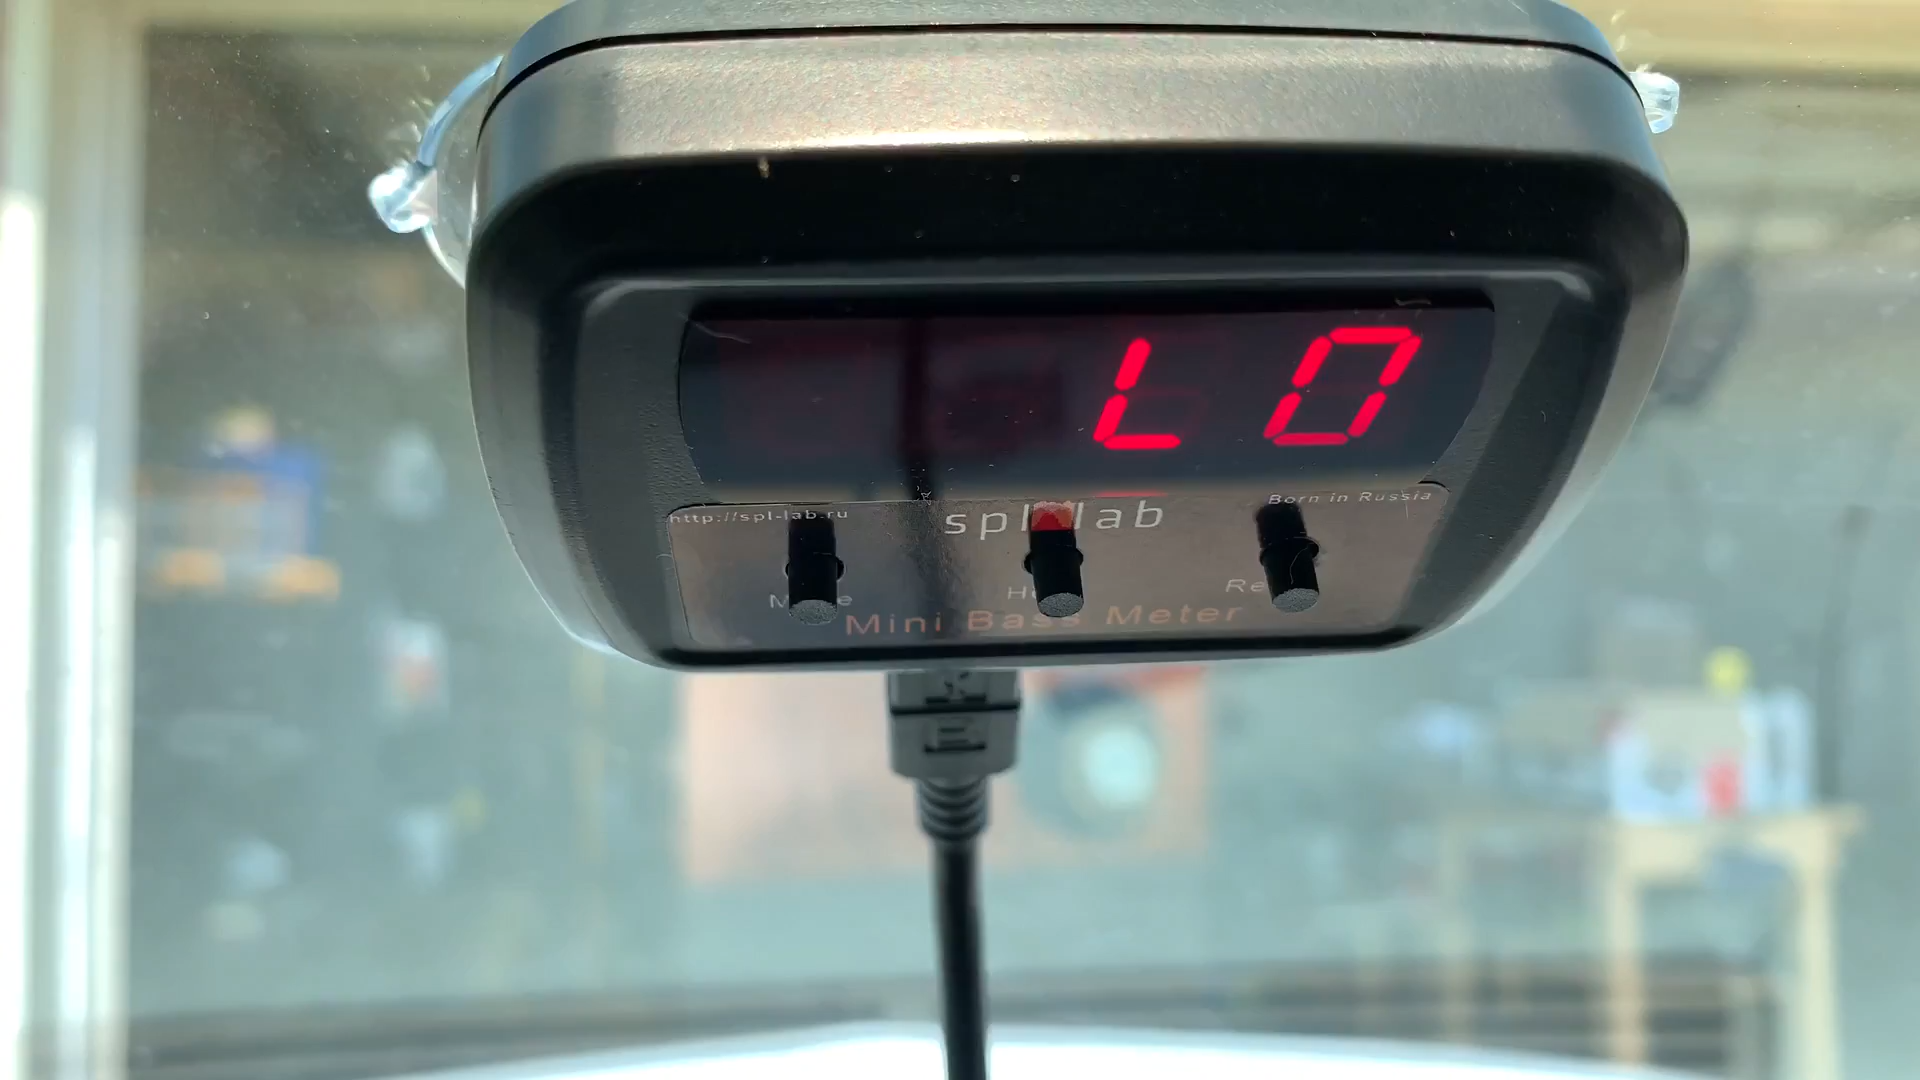 LO
http://spl-lab.ru
spl lab
Born in Russia
Mini Bass Meter